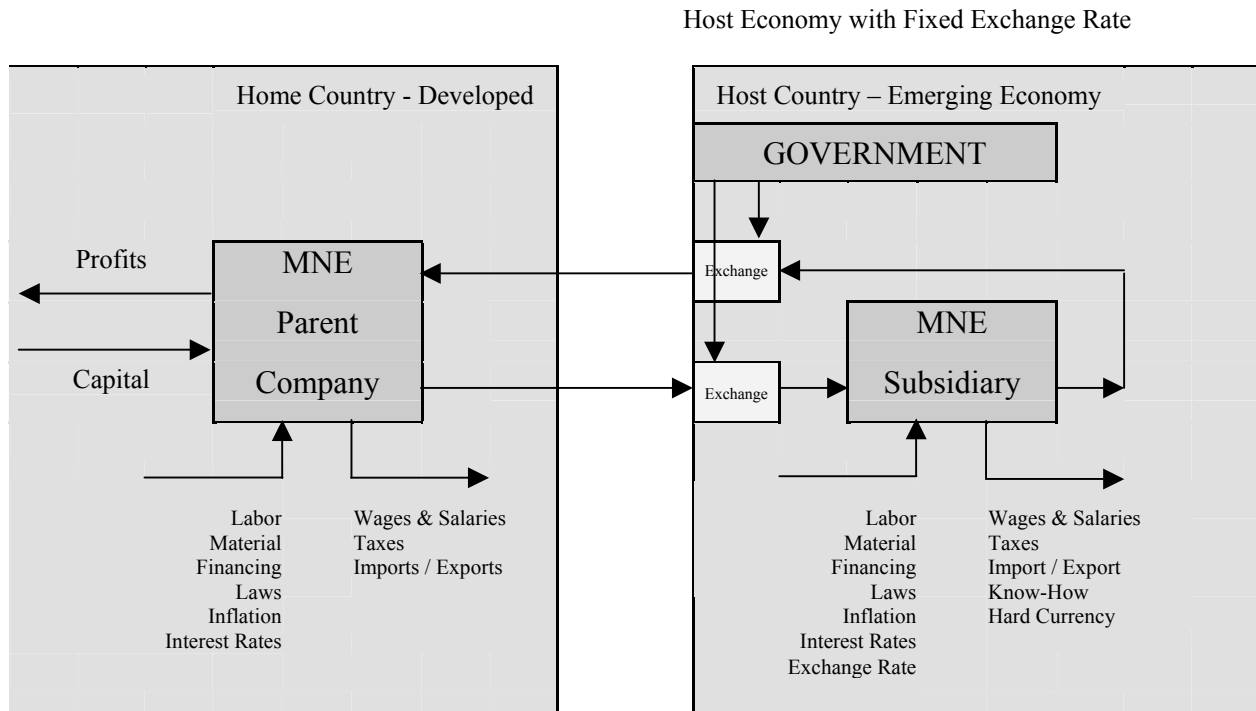 Host Economy with Fixed Exchange Rate
Home Country - Developed
Profits
Capital
MNE
Parent
Company
Labor
Material
Financing
Laws
Inflation
Interest Rates
Wages & Salaries
Taxes
Imports / Exports
Host Country – Emerging Economy
GOVERNMENT
Exchange
Exchange
MNE
Subsidiary
Labor
Material
Financing
Laws
Inflation
Interest Rates
Exchange Rate
Wages & Salaries
Taxes
Import / Export
Know-How
Hard Currency